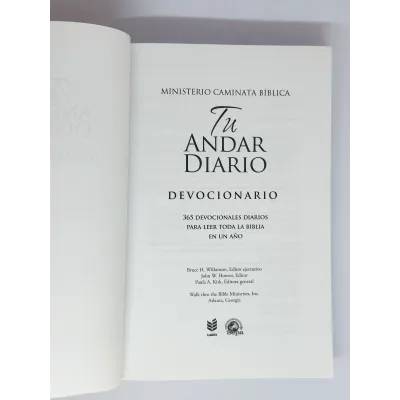 MINISTERIO CAMINATA BÍBLICA
Tu
ANDAR
DIARIO
DEVOCIONARIO
365 DEVOCIONALES DIARIOS
PARA LEER TODA LA BIBLIA
EN UN AÑO
Bruce H. Wilkinson, Editor ejecutivo
John W. Hoover, Editor
Paula A. Kirk, Editora general
Walk thru the Bible Ministries, Inc.
Atlanta, Georgia